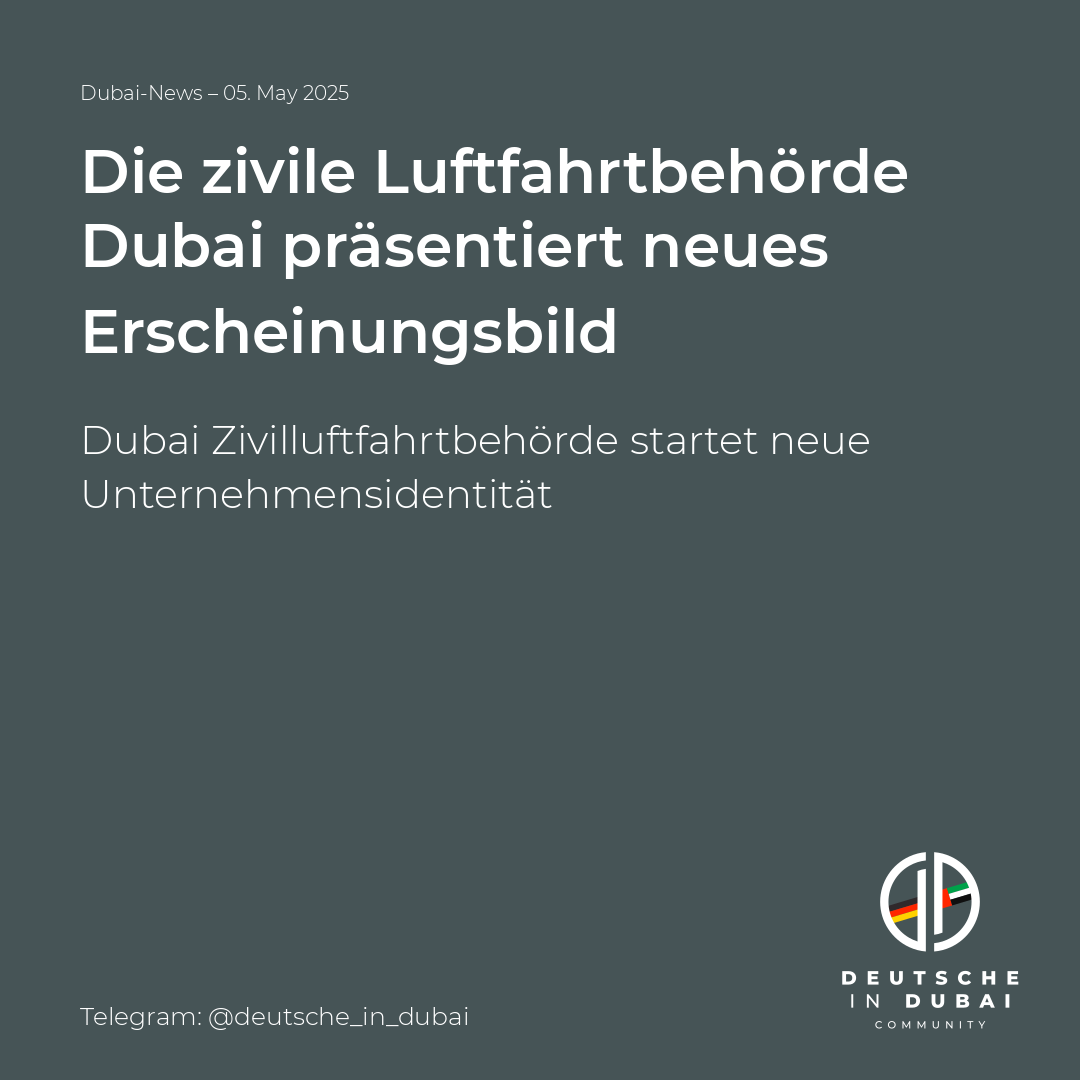 Dubai-News – 05. May 2025
Die zivile Luftfahrtbehörde
Dubai präsentiert neues
Erscheinungsbild
Dubai Zivilluftfahrtbehörde startet neue
Unternehmensidentität
DEUTSCHE
IN DUBAI
COMMUNITY
Telegram: @deutsche_in_dubai